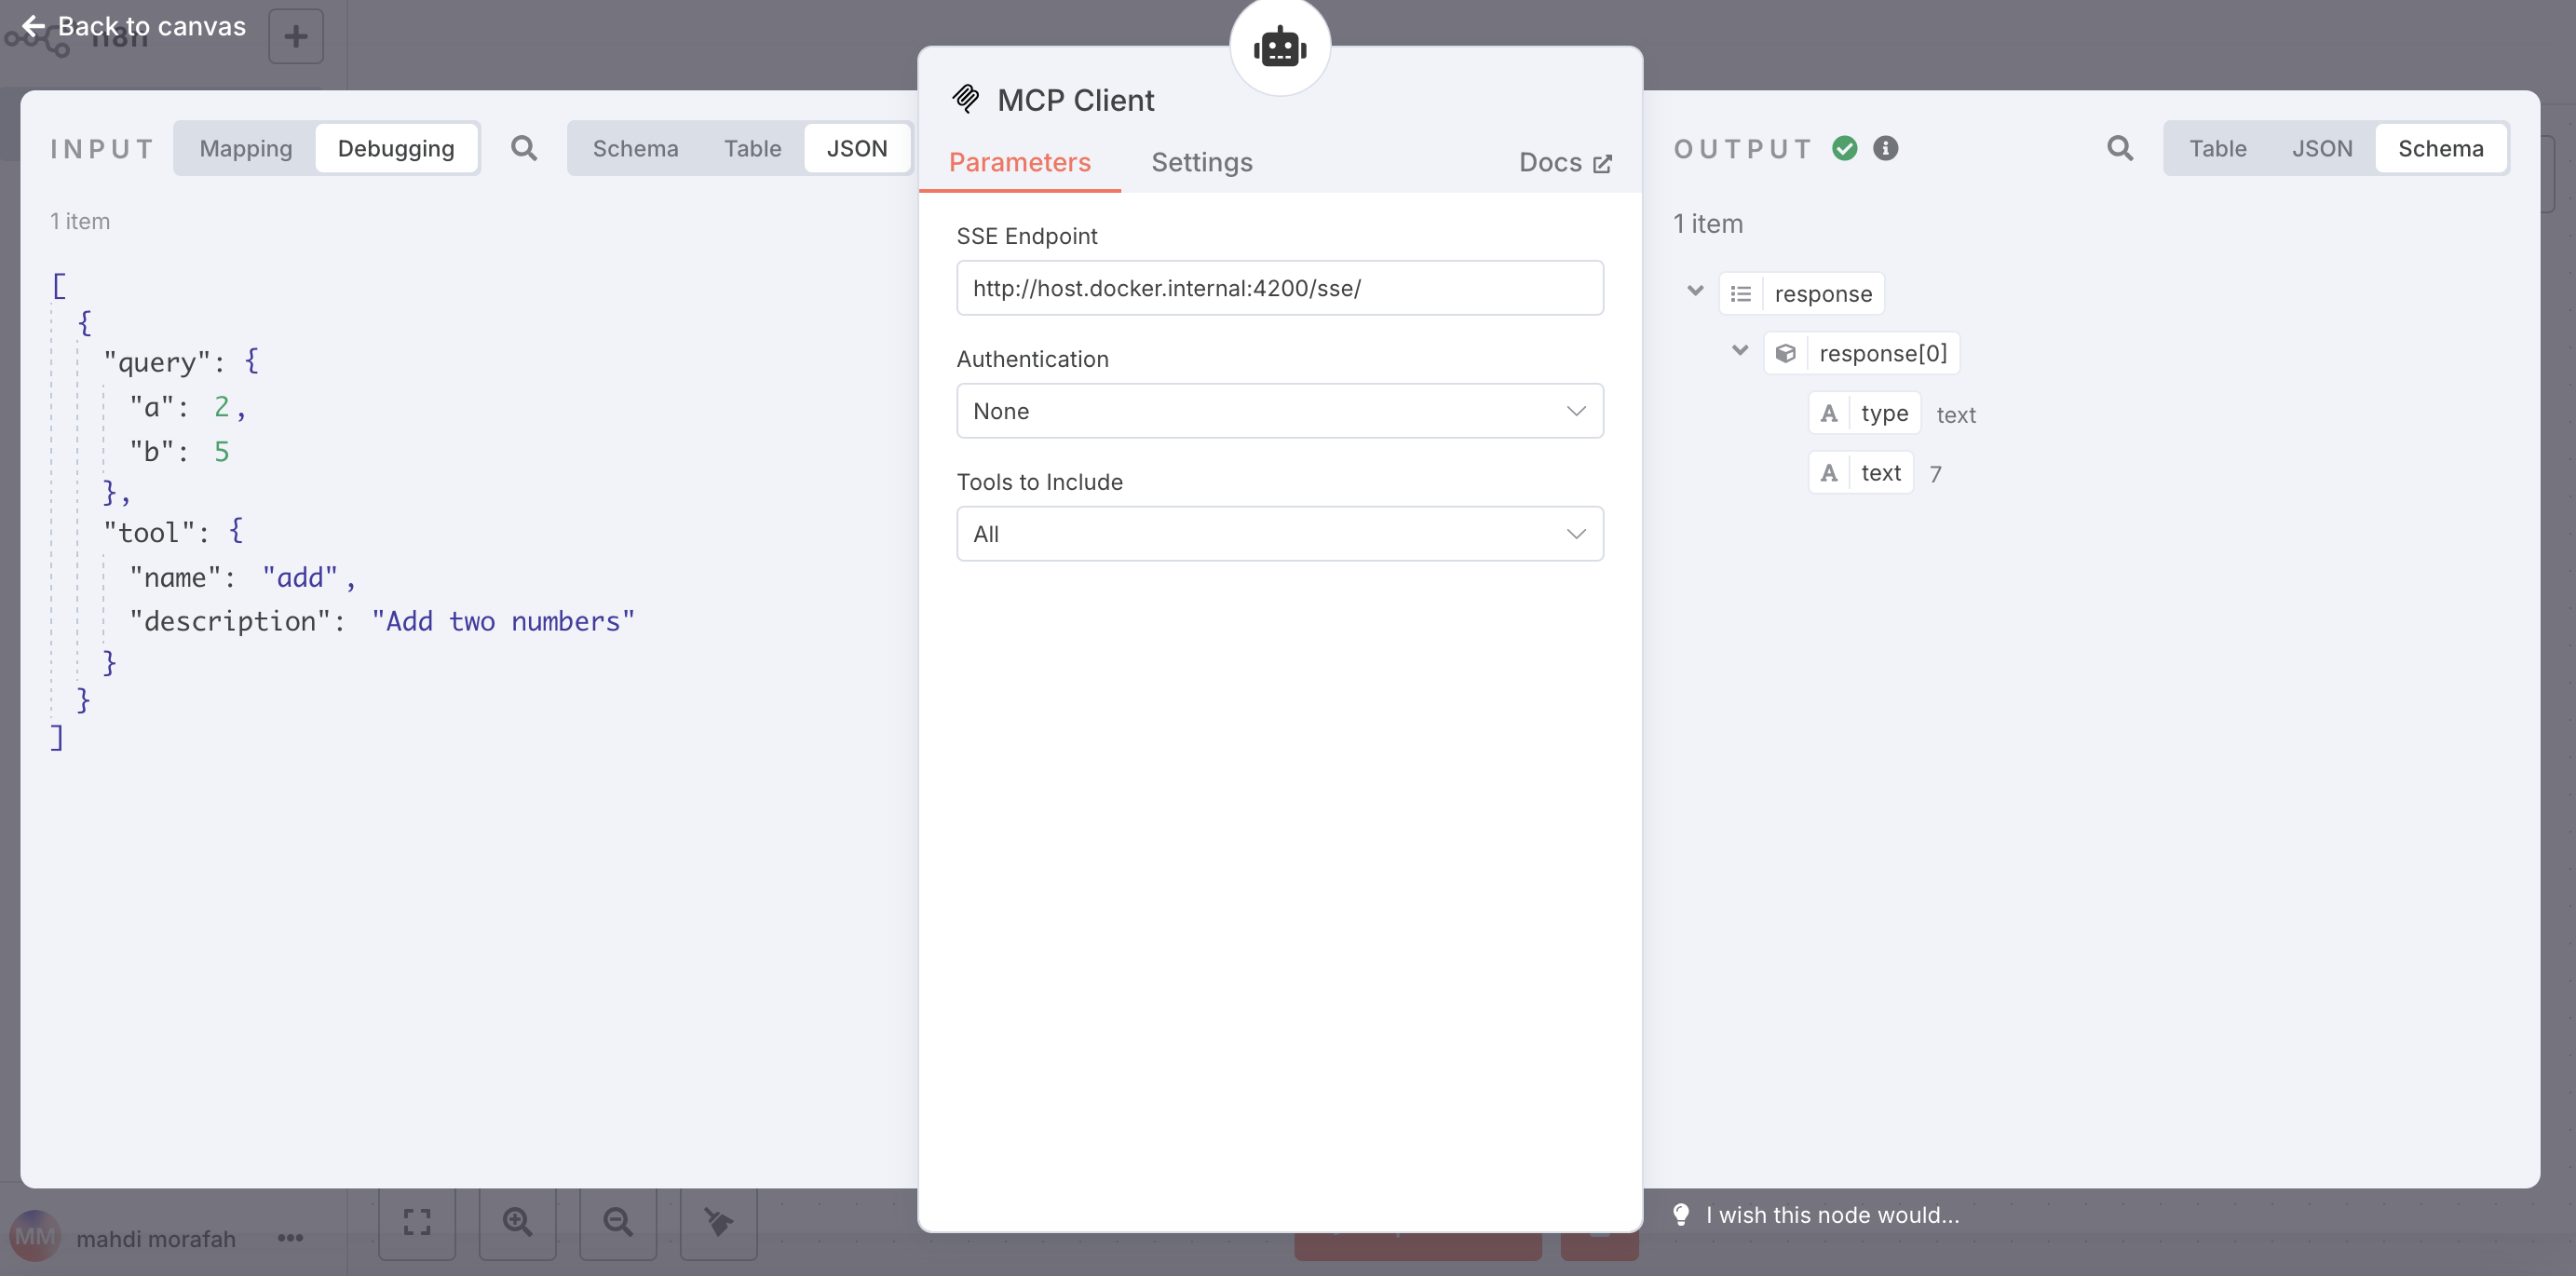 Back to canvas
n8n
INPUT
Mapping
Debugging
Schema
Table
JSON
1 item
[
{
"query": {
"a": 2,
"b": 5
},
"tool": {
"name": "add",
"description": "Add two numbers"
}
}
]
MCP Client
Parameters
Settings
Docs
SSE Endpoint
http://host.docker.internal:4200/sse/
Authentication
None
Tools to Include
All
OUTPUT
Table
JSON
Schema
1 item
response
response[0]
A type text
A text 7
I wish this node would...
MM
mahdi morafah